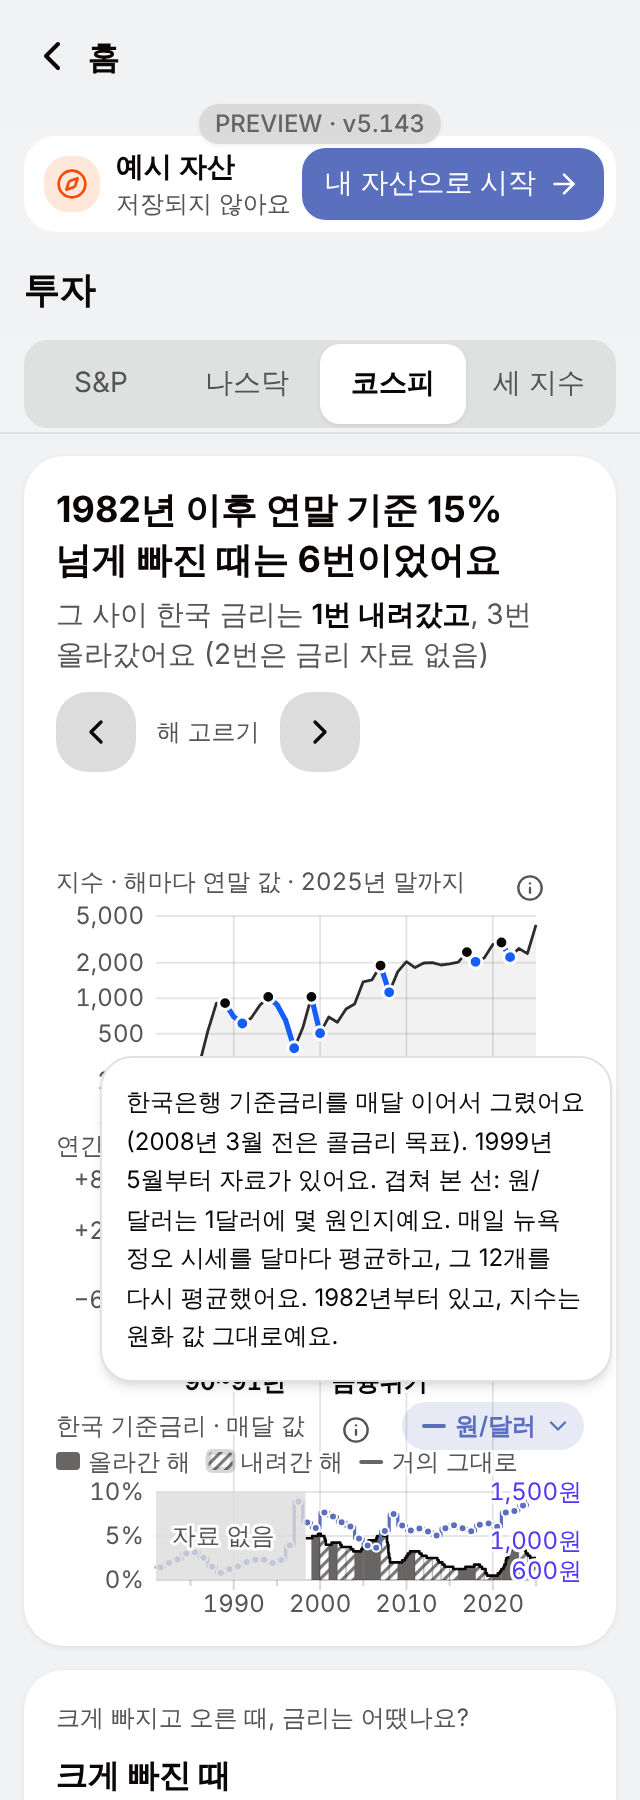 홈
PREVIEW · v5.143
예시 자산
저장되지 않아요
내 자산으로 시작
투자
S&P
나스닥
코스피
세 지수
1982년 이후 연말 기준 15%
넘게 빠진 때는 6번이었어요
그 사이 한국 금리는 1번 내려갔고, 3번
올라갔어요 (2번은 금리 자료 없음)
해 고르기
지수 · 해마다 연말 값 · 2025년 말까지
5,000
2,000
1,000
500
연간
+8
+2
−6
한국은행 기준금리를 매달 이어서 그렸어요
(2008년 3월 전은 콜금리 목표). 1999년
5월부터 자료가 있어요. 겹쳐 본 선: 원/
달러는 1달러에 몇 원인지예요. 매일 뉴욕
정오 시세를 달마다 평균하고, 그 12개를
다시 평균했어요. 1982년부터 있고, 지수는
원화 값 그대로예요.
90~91년
금융위기
한국 기준금리 · 매달 값
원/달러
올라간 해
내려간 해
거의 그대로
10%
5%
0%
자료 없음
1,500원
1,000원
600원
1990
2000
2010
2020
크게 빠지고 오른 때, 금리는 어땠나요?
크게 빠진 때